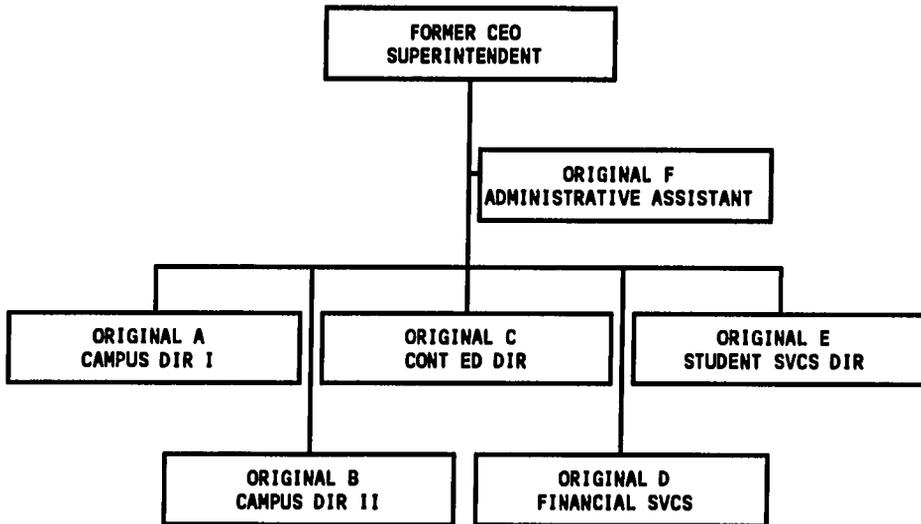 FORMER CEO
SUPERINTENDENT
ORIGINAL F
ADMINISTRATIVE ASSISTANT
ORIGINAL A
CAMPUS DIR I
ORIGINAL C
CONT ED DIR
ORIGINAL E
STUDENT SVCS DIR
ORIGINAL B
CAMPUS DIR II
ORIGINAL D
FINANCIAL SVCS